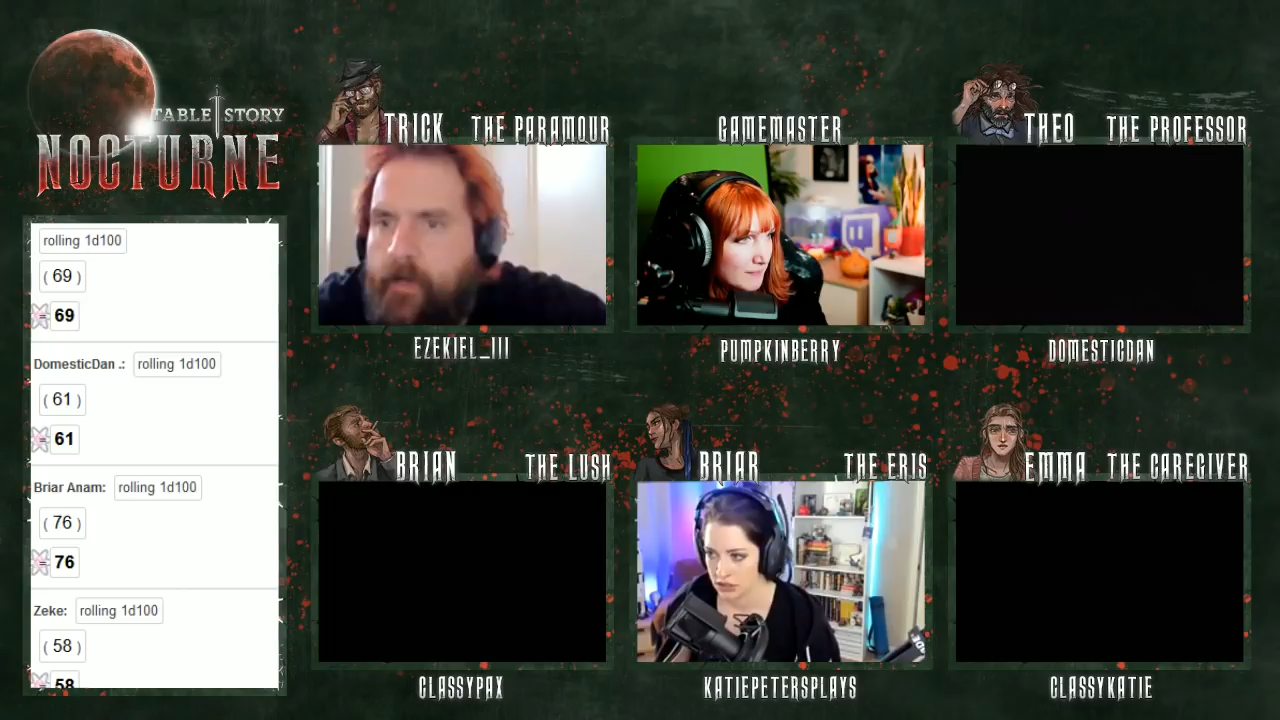 TABLE STORY
NOCTURNE
rolling 1d100
( 69 )
= 69
DomesticDan .: rolling 1d100
( 61 )
= 61
Briar Anam: rolling 1d100
( 76 )
= 76
Zeke: rolling 1d100
( 58 )
58
TRICK THE PARAMOUR
EZEKIEL_III
GAMEMASTER
PUMPKINBERRY
THEO THE PROFESSOR
DOMESTICDAN
BRIAN THE LUSH
CLASSYPAX
BRIAR THE ERIS
KATIEPETERSPLAYS
EMMA THE CAREGIVER
CLASSYKATIE